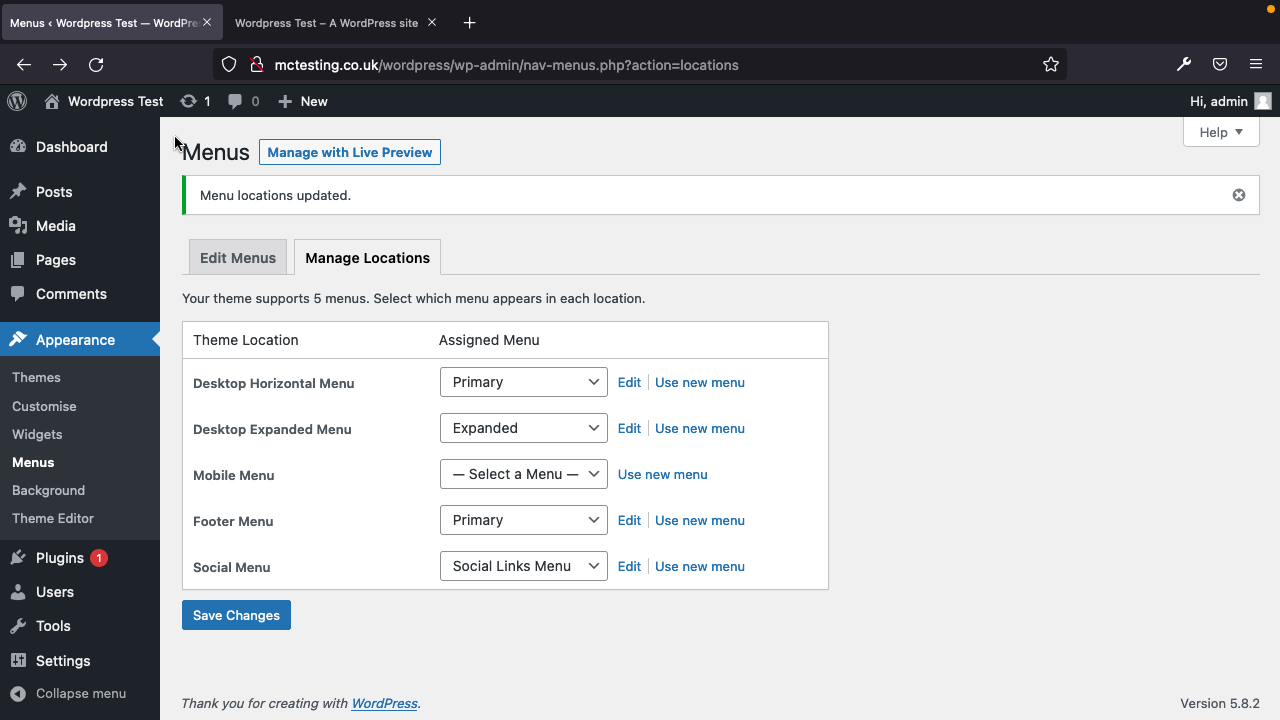 Menus ‹ Wordpress Test — WordPre
Wordpress Test – A WordPress site
mctesting.co.uk/wordpress/wp-admin/nav-menus.php?action=locations
Wordpress Test
1
0
New
Hi, admin
Dashboard
Posts
Media
Pages
Comments
Appearance
Themes
Customise
Widgets
Menus
Background
Theme Editor
Plugins 1
Users
Tools
Settings
Collapse menu
Help
Menus
Manage with Live Preview
Menu locations updated.
Edit Menus
Manage Locations
Your theme supports 5 menus. Select which menu appears in each location.
Theme Location Assigned Menu
Desktop Horizontal Menu Primary Edit Use new menu
Desktop Expanded Menu Expanded Edit Use new menu
Mobile Menu — Select a Menu — Use new menu
Footer Menu Primary Edit Use new menu
Social Menu Social Links Menu Edit Use new menu
Save Changes
Thank you for creating with WordPress.
Version 5.8.2